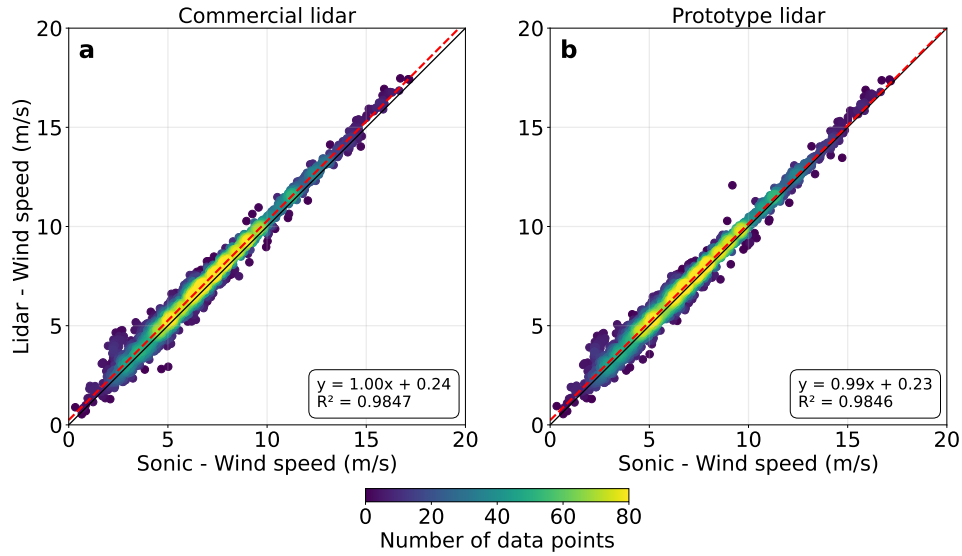 Commercial lidar
Prototype lidar
a
b
Lidar - Wind speed (m/s)
20
15
10
5
0
y = 1.00x + 0.24
R² = 0.9847
0 5 10 15 20
Sonic - Wind speed (m/s)
20
15
10
5
0
y = 0.99x + 0.23
R² = 0.9846
0 5 10 15 20
Sonic - Wind speed (m/s)
0 20 40 60 80
Number of data points